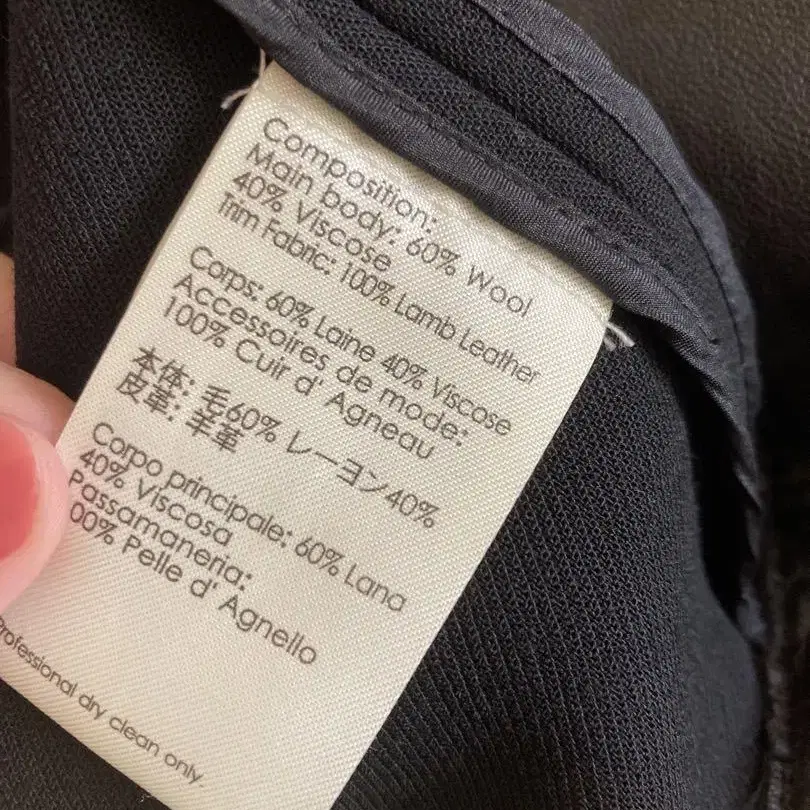 Composition:
Main body: 60% Wool
40% Viscose
Trim Fabric: 100% Lamb Leather
Corps: 60% Laine 40% Viscose
Accessoires de mode:
100% Cuir d' Agneau
本体: 毛60% レーヨン40%
皮革: 羊革
Corpo principale: 60% Lana
40% Viscosa
Passamaneria:
00% Pelle d' Agnello
Professional dry clean only.